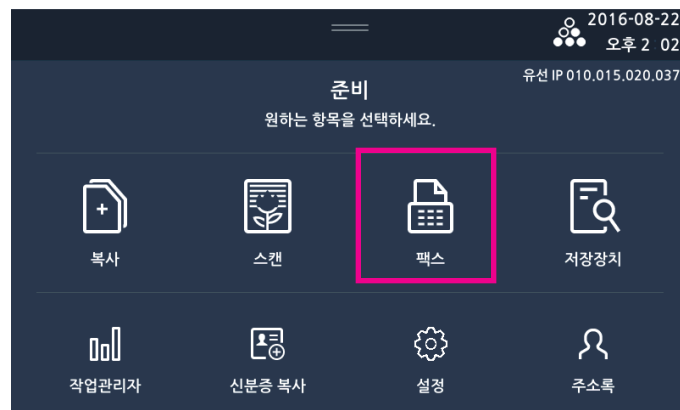 2016-08-22
오후 2 02
유선 IP 010.015.020.037
준비
원하는 항목을 선택하세요.
복사 스캔 팩스 저장장치
작업관리자 신분증 복사 설정 주소록